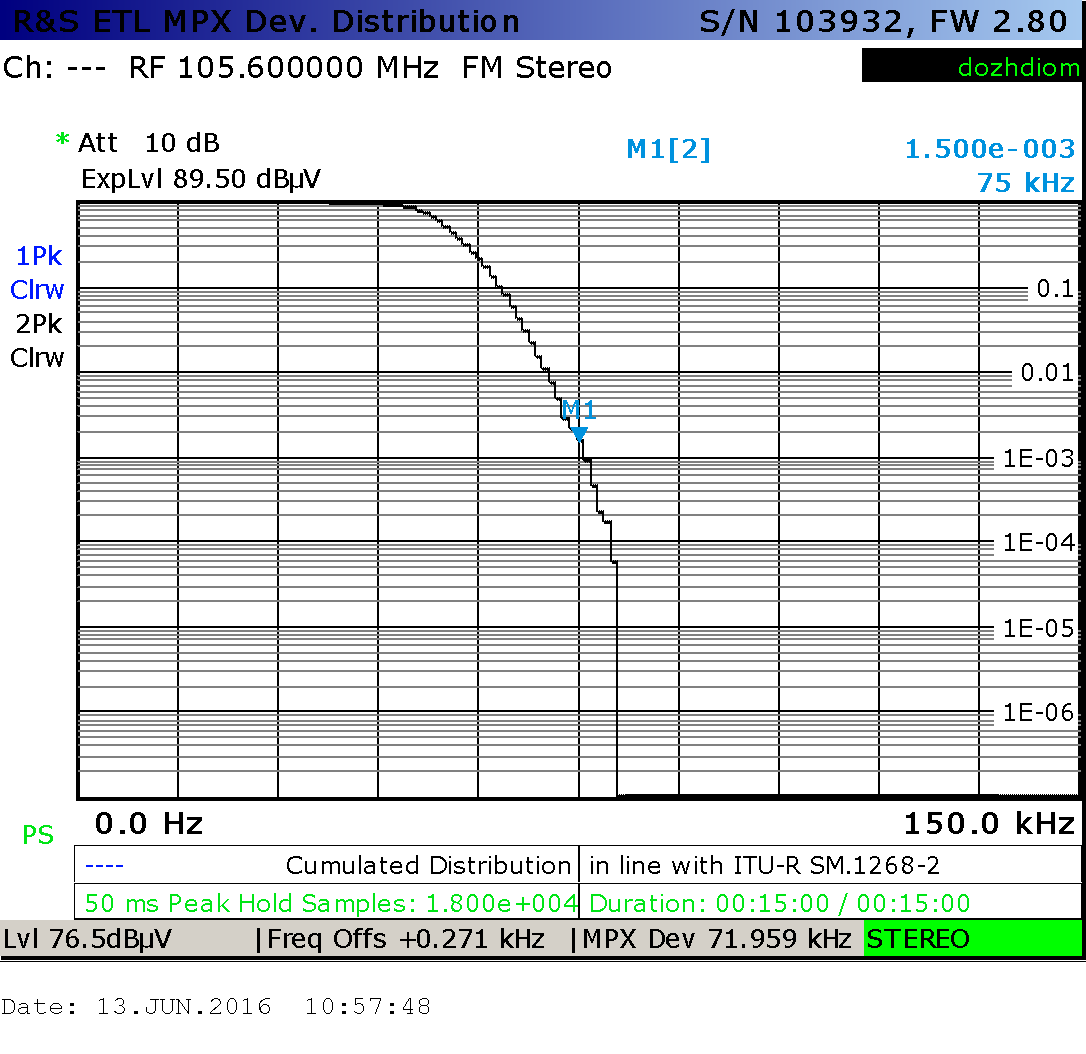 R&S ETL MPX Dev. Distribution S/N 103932, FW 2.80
Ch: --- RF 105.600000 MHz FM Stereo dozhdiom
* Att 10 dB M1[2] 1.500e-003
ExpLvl 89.50 dBµV 75 kHz
1Pk
Clrw
2Pk
Clrw
0.1
0.01
M1
1E-03
1E-04
1E-05
1E-06
PS 0.0 Hz 150.0 kHz
---- Cumulated Distribution in line with ITU-R SM.1268-2
50 ms Peak Hold Samples: 1.800e+004 Duration: 00:15:00 / 00:15:00
Lvl 76.5dBµV |Freq Offs +0.271 kHz |MPX Dev 71.959 kHz STEREO
Date: 13.JUN.2016 10:57:48